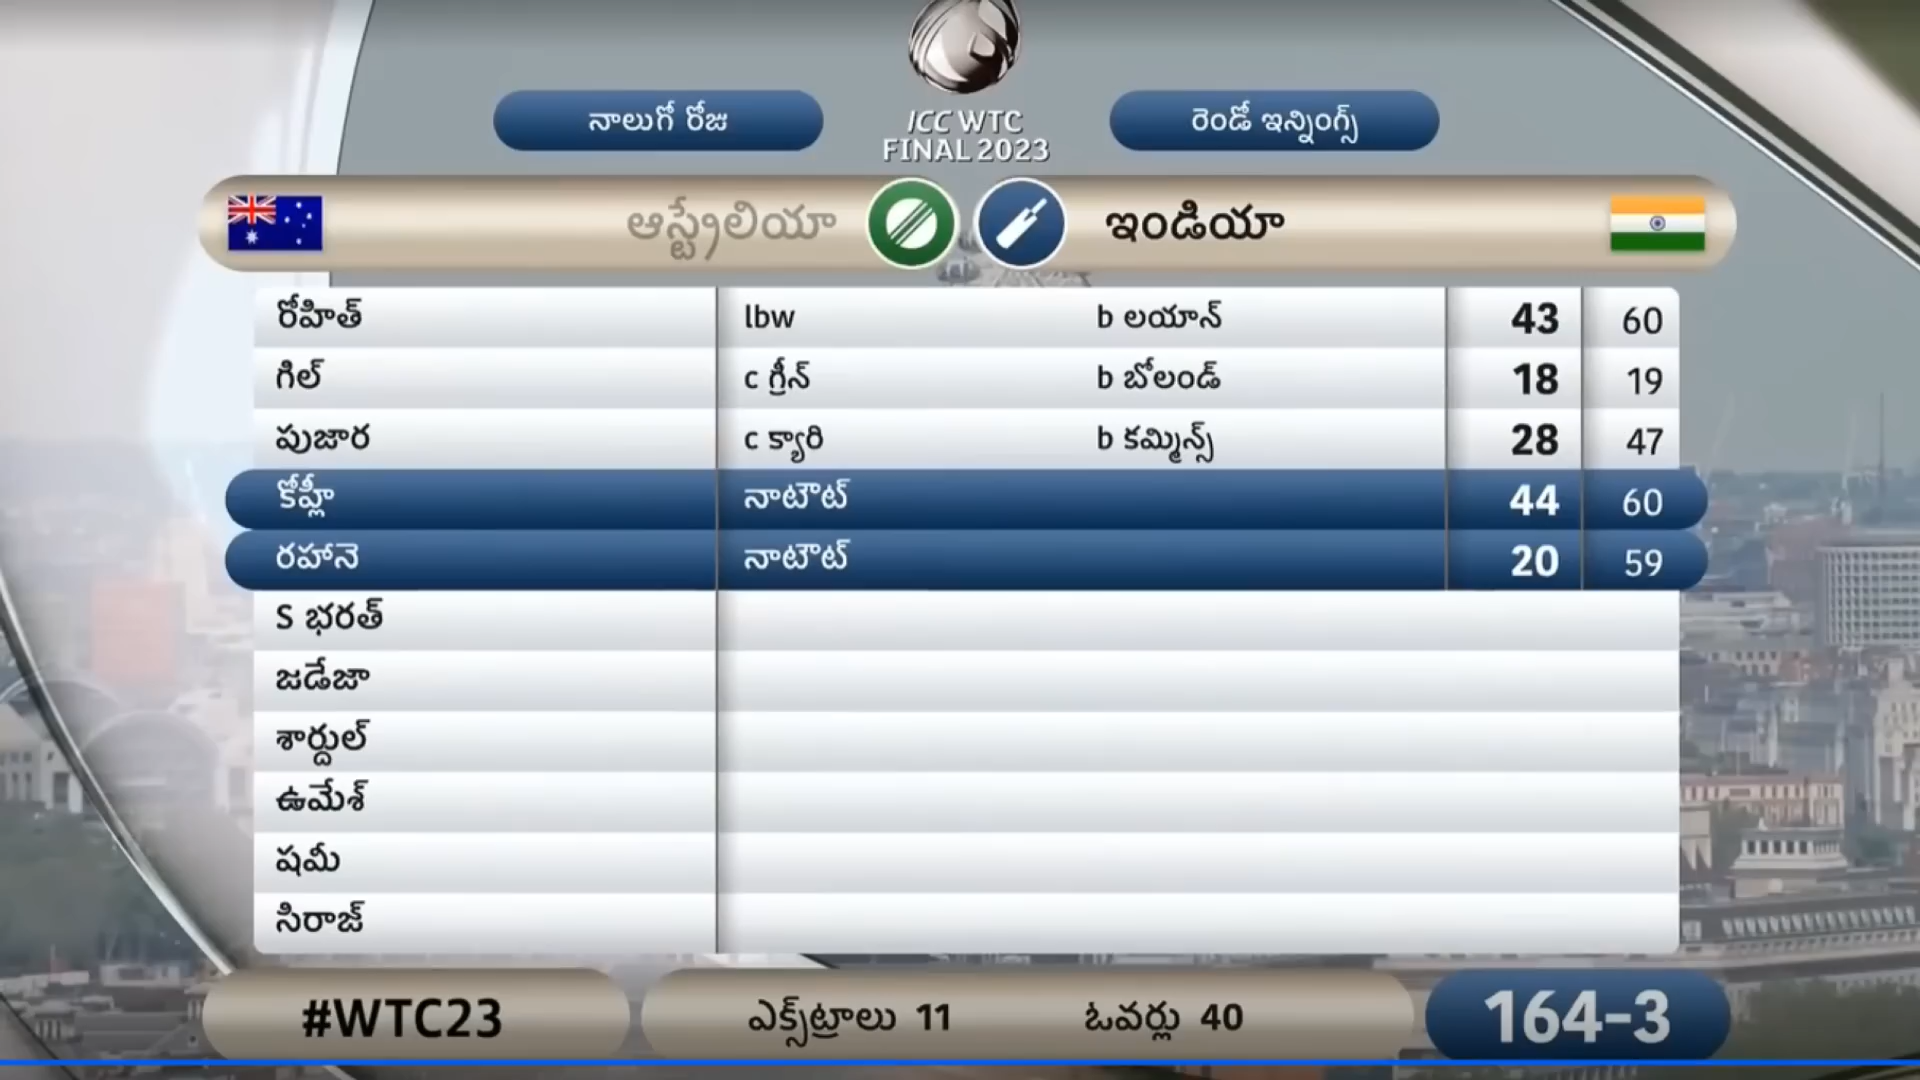 నాలుగో రోజు
ICC WTC
FINAL 2023
రెండో ఇన్నింగ్స్
ఆస్ట్రేలియా ఇండియా
రోహిత్ lbw b లయాన్ 43 60
గిల్ c గ్రీన్ b బోలండ్ 18 19
పుజార c క్యారి b కమ్మిన్స్ 28 47
కోహ్లీ నాటౌట్ 44 60
రహానె నాటౌట్ 20 59
S భరత్
జడేజా
శార్దుల్
ఉమేశ్
షమీ
సిరాజ్
#WTC23 ఎక్స్‌ట్రాలు 11 ఓవర్లు 40 164-3